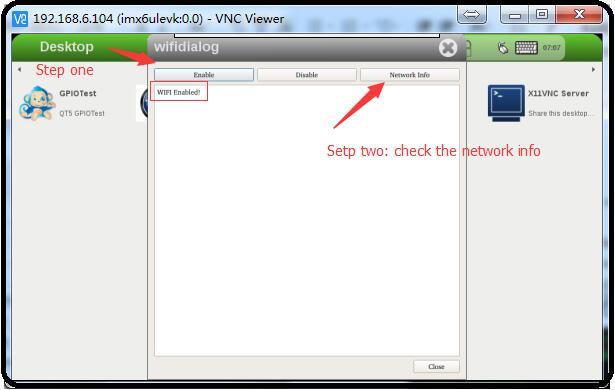 192.168.6.104 (imx6ulevk:0.0) - VNC Viewer
Desktop
wifidialog
07:07
Step one
Enable
Disable
Network Info
WIFI Enabled!
GPIOTest
QT5 GPIOTest
X11VNC Server
Share this desktop...
Setp two: check the network info
Close